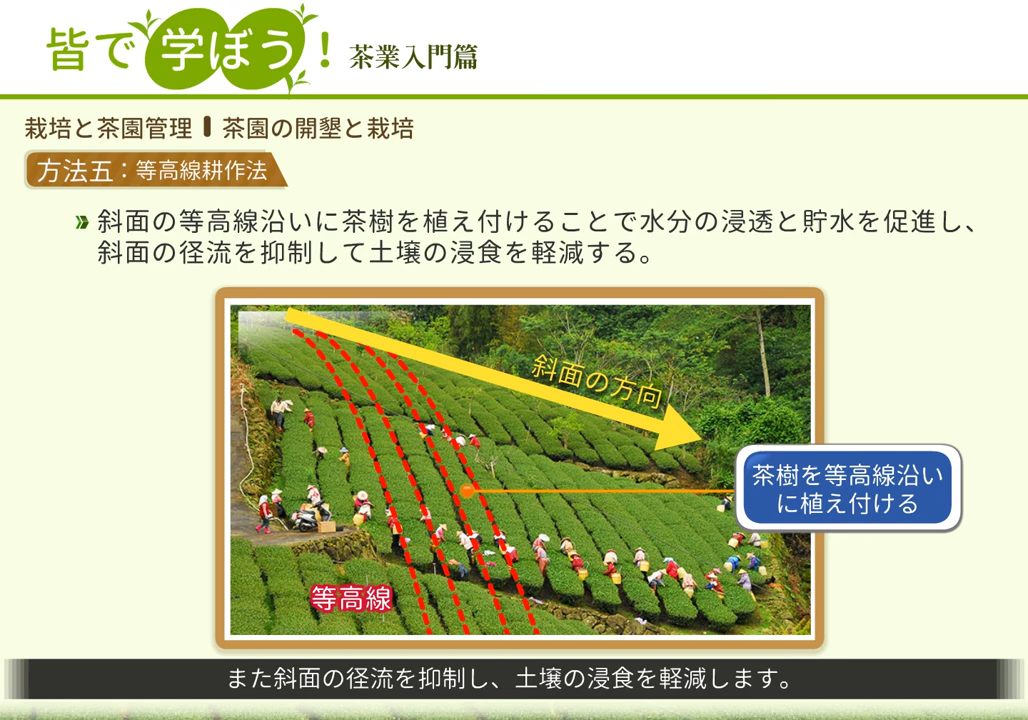 皆で学ぼう！茶業入門篇
栽培と茶園管理 ┃ 茶園の開墾と栽培
方法五：等高線耕作法
斜面の等高線沿いに茶樹を植え付けることで水分の浸透と貯水を促進し、
斜面の径流を抑制して土壌の浸食を軽減する。
斜面の方向
茶樹を等高線沿い
に植え付ける
等高線
また斜面の径流を抑制し、土壌の浸食を軽減します。